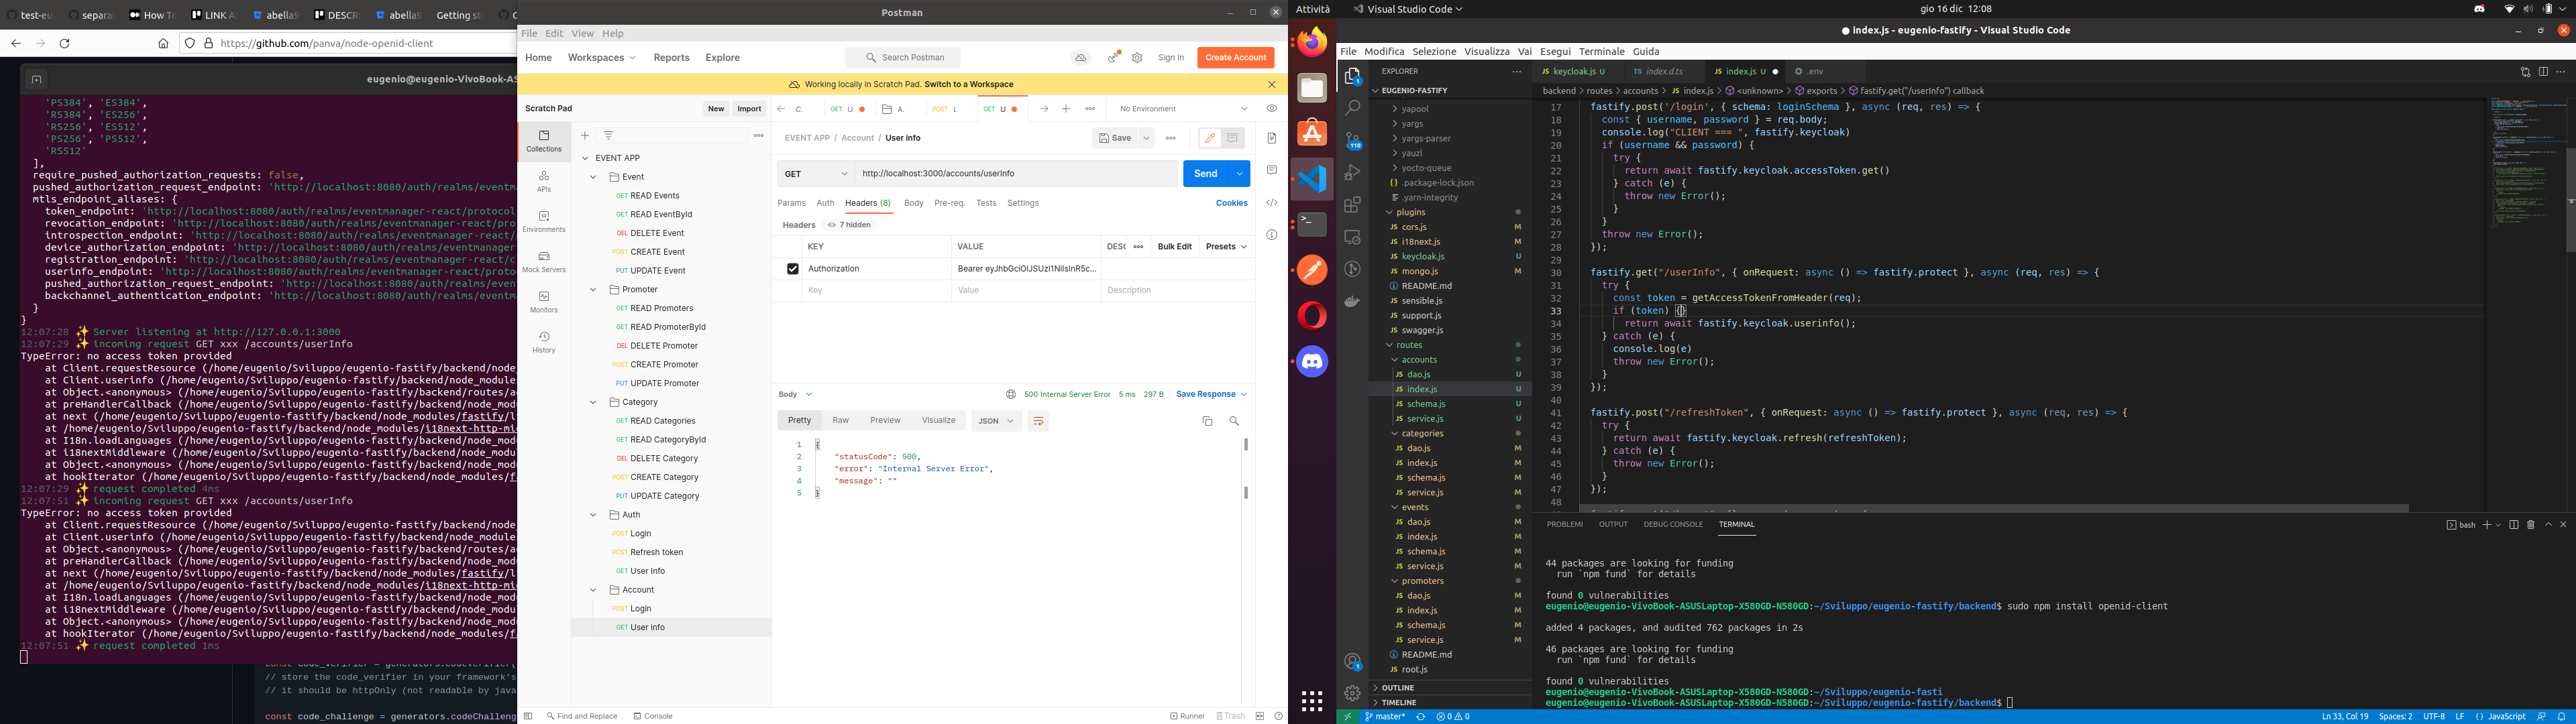 test-eu
separat
How To
LINK A
abella9
DESCRI
abella9
Getting sta
https://github.com/panva/node-openid-client
eugenio@eugenio-VivoBook-AS
'PS384', 'ES384',
'RS384', 'ES256',
'RS256', 'ES512',
'PS256', 'PS512',
'RS512'
],
require_pushed_authorization_requests: false,
pushed_authorization_request_endpoint: 'http://localhost:8080/auth/realms/eventm
mtls_endpoint_aliases: {
token_endpoint: 'http://localhost:8080/auth/realms/eventmanager-react/protocol
revocation_endpoint: 'http://localhost:8080/auth/realms/eventmanager-react/pro
introspection_endpoint: 'http://localhost:8080/auth/realms/eventmanager-react/
device_authorization_endpoint: 'http://localhost:8080/auth/realms/eventmanager
registration_endpoint: 'http://localhost:8080/auth/realms/eventmanager-react/c
userinfo_endpoint: 'http://localhost:8080/auth/realms/eventmanager-react/proto
pushed_authorization_request_endpoint: 'http://localhost:8080/auth/realms/even
backchannel_authentication_endpoint: 'http://localhost:8080/auth/realms/eventm
}
}
12:07:28 ✨ Server listening at http://127.0.0.1:3000
12:07:29 ✨ incoming request GET xxx /accounts/userInfo
TypeError: no access token provided
at Client.requestResource (/home/eugenio/Sviluppo/eugenio-fastify/backend/node_
at Client.userinfo (/home/eugenio/Sviluppo/eugenio-fastify/backend/node_modules
at Object.<anonymous> (/home/eugenio/Sviluppo/eugenio-fastify/backend/routes/a
at preHandlerCallback (/home/eugenio/Sviluppo/eugenio-fastify/backend/node_mod
at next (/home/eugenio/Sviluppo/eugenio-fastify/backend/node_modules/fastify/l
at /home/eugenio/Sviluppo/eugenio-fastify/backend/node_modules/i18next-http-mi
at I18n.loadLanguages (/home/eugenio/Sviluppo/eugenio-fastify/backend/node_mod
at i18nextMiddleware (/home/eugenio/Sviluppo/eugenio-fastify/backend/node_modu
at Object.<anonymous> (/home/eugenio/Sviluppo/eugenio-fastify/backend/node_mod
at hookIterator (/home/eugenio/Sviluppo/eugenio-fastify/backend/node_modules/f
12:07:29 ✨ request completed 4ms
12:07:51 ✨ incoming request GET xxx /accounts/userInfo
TypeError: no access token provided
at Client.requestResource (/home/eugenio/Sviluppo/eugenio-fastify/backend/node_
at Client.userinfo (/home/eugenio/Sviluppo/eugenio-fastify/backend/node_modules
at Object.<anonymous> (/home/eugenio/Sviluppo/eugenio-fastify/backend/routes/a
at preHandlerCallback (/home/eugenio/Sviluppo/eugenio-fastify/backend/node_mod
at next (/home/eugenio/Sviluppo/eugenio-fastify/backend/node_modules/fastify/l
at /home/eugenio/Sviluppo/eugenio-fastify/backend/node_modules/i18next-http-mi
at I18n.loadLanguages (/home/eugenio/Sviluppo/eugenio-fastify/backend/node_mod
at i18nextMiddleware (/home/eugenio/Sviluppo/eugenio-fastify/backend/node_modu
at Object.<anonymous> (/home/eugenio/Sviluppo/eugenio-fastify/backend/node_mod
at hookIterator (/home/eugenio/Sviluppo/eugenio-fastify/backend/node_modules/f
12:07:51 ✨ request completed 1ms
const code_verifier = generators.codeVerifier(
// store the code_verifier in your framework's
// it should be httpOnly (not readable by java
const code_challenge = generators.codeChalleng
Postman
File Edit View Help
Home Workspaces Reports Explore
Search Postman
Sign In
Create Account
Working locally in Scratch Pad. Switch to a Workspace
Scratch Pad
New Import
GET U
A.
POST
GET U
No Environment
Collections
APIs
Environments
Mock Servers
Monitors
History
EVENT APP
Event
GET READ Events
GET READ EventById
DEL DELETE Event
POST CREATE Event
PUT UPDATE Event
Promoter
GET READ Promoters
GET READ PromoterById
DEL DELETE Promoter
POST CREATE Promoter
PUT UPDATE Promoter
Category
GET READ Categories
GET READ CategoryById
DEL DELETE Category
POST CREATE Category
PUT UPDATE Category
Auth
POST Login
POST Refresh token
GET User Info
Account
POST Login
GET User info
EVENT APP / Account / User info
Save
GET
http://localhost:3000/accounts/userInfo
Send
Params Auth Headers (8) Body Pre-req. Tests Settings
Cookies
Headers 7 hidden
KEY VALUE DESC Bulk Edit Presets
Authorization Bearer eyJhbGciOiJSUzI1NiIsInR5c...
Key Value Description
Body
500 Internal Server Error 5 ms 297 B Save Response
Pretty Raw Preview Visualize JSON
1 {
2 "statusCode": 500,
3 "error": "Internal Server Error",
4 "message": ""
5 }
Find and Replace Console
Runner Trash
Attività
Visual Studio Code
gio 16 dic 12:08
● index.js - eugenio-fastify - Visual Studio Code
File Modifica Selezione Visualizza Vai Esegui Terminale Guida
EXPLORER
EUGENIO-FASTIFY
yapool
yargs
yargs-parser
yauzl
yocto-queue
.package-lock.json
.yarn-integrity
plugins
cors.js M
i18next.js M
keycloak.js U
mongo.js M
README.md
sensible.js
support.js
swagger.js
routes
accounts
dao.js U
index.js U
schema.js U
service.js U
categories
dao.js M
index.js M
schema.js M
service.js M
events
dao.js M
index.js M
schema.js M
service.js M
promoters
dao.js M
index.js M
schema.js M
service.js M
README.md
root.js
OUTLINE
TIMELINE
110
keycloak.js U
index.d.ts
index.js U
.env
backend > routes > accounts > index.js > <unknown> > exports > fastify.get("/userInfo") callback
17 fastify.post('/login', { schema: loginSchema }, async (req, res) => {
18 const { username, password } = req.body;
19 console.log("CLIENT === ", fastify.keycloak)
20 if (username && password) {
21 try {
22 return await fastify.keycloak.accessToken.get()
23 } catch (e) {
24 throw new Error();
25 }
26 }
27 throw new Error();
28 });
29
30 fastify.get("/userInfo", { onRequest: async () => fastify.protect }, async (req, res) => {
31 try {
32 const token = getAccessTokenFromHeader(req);
33 if (token) {}
34 return await fastify.keycloak.userinfo();
35 } catch (e) {
36 console.log(e)
37 throw new Error();
38 }
39 });
40
41 fastify.post("/refreshToken", { onRequest: async () => fastify.protect }, async (req, res) => {
42 try {
43 return await fastify.keycloak.refresh(refreshToken);
44 } catch (e) {
45 throw new Error();
46 }
47 });
48
PROBLEMI OUTPUT DEBUG CONSOLE TERMINAL
bash
44 packages are looking for funding
run `npm fund` for details
found 0 vulnerabilities
eugenio@eugenio-VivoBook-ASUSLaptop-X580GD-N580GD:~/Sviluppo/eugenio-fastify/backend$ sudo npm install openid-client
added 4 packages, and audited 762 packages in 2s
46 packages are looking for funding
run `npm fund` for details
found 0 vulnerabilities
eugenio@eugenio-VivoBook-ASUSLaptop-X580GD-N580GD:~/Sviluppo/eugenio-fasti
eugenio@eugenio-VivoBook-ASUSLaptop-X580GD-N580GD:~/Sviluppo/eugenio-fastify/backend$
master* 0 0
Ln 33, Col 19 Spaces: 2 UTF-8 LF {} JavaScript